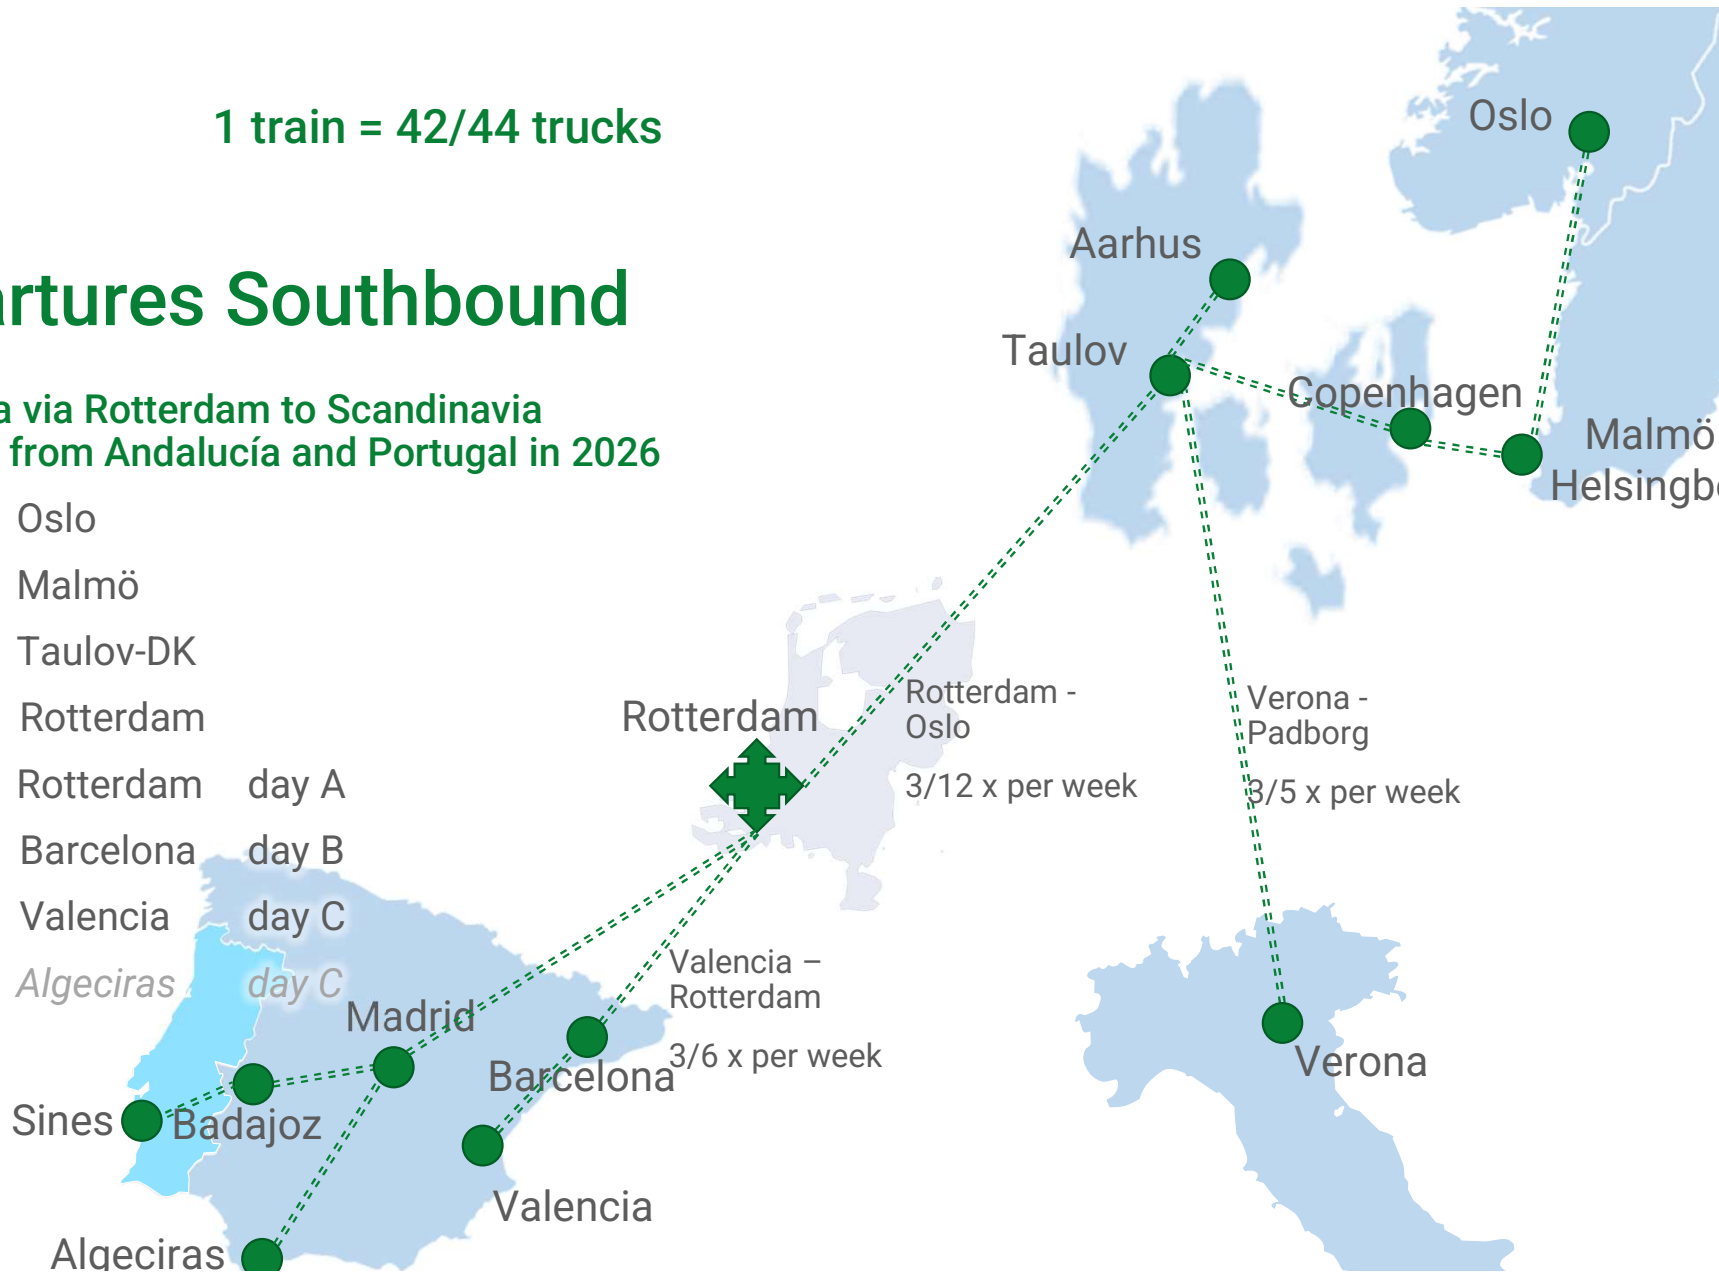 1 train = 42/44 trucks
artures Southbound
a via Rotterdam to Scandinavia
from Andalucía and Portugal in 2026
Oslo
Malmö
Taulov-DK
Rotterdam
Rotterdam day A
Barcelona day B
Valencia day C
Algeciras day C
Oslo
Aarhus
Taulov
Copenhagen
Malmö
Helsingb
Rotterdam
Rotterdam -
Oslo
3/12 x per week
Verona -
Padborg
3/5 x per week
Valencia –
Rotterdam
3/6 x per week
Madrid
Barcelona
Verona
Sines
Badajoz
Valencia
Algeciras